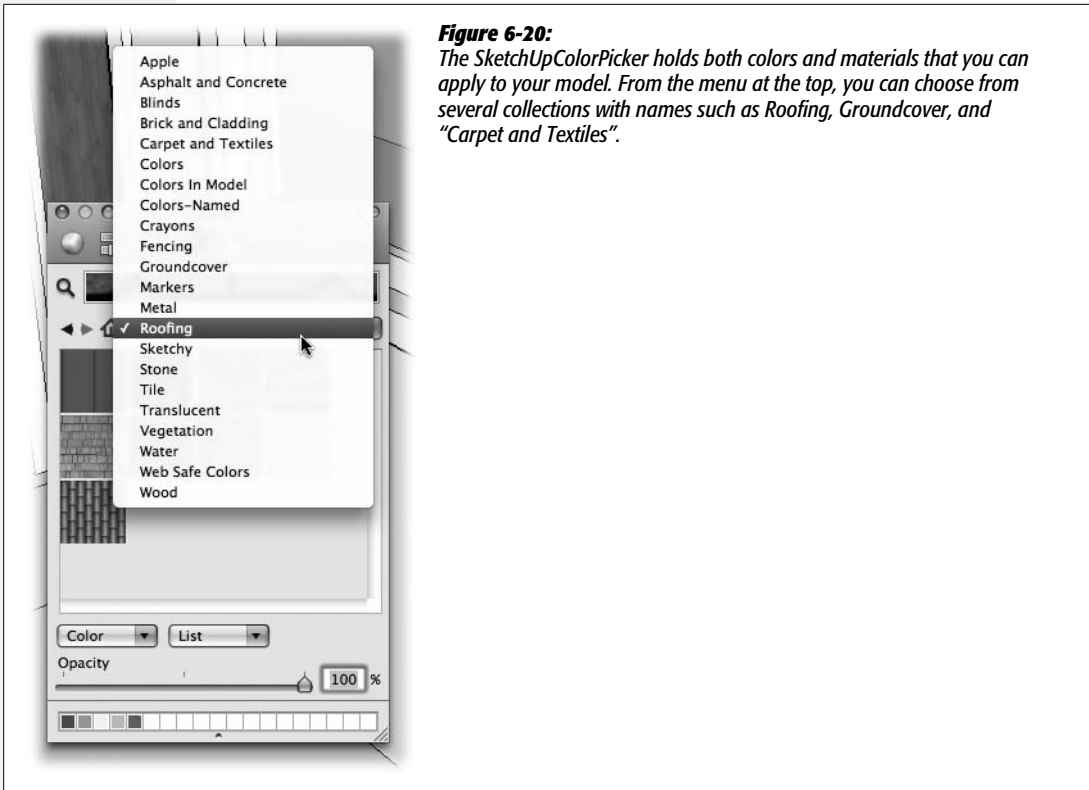 Figure 6-20:
The SketchUpColorPicker holds both colors and materials that you can
apply to your model. From the menu at the top, you can choose from
several collections with names such as Roofing, Groundcover, and
“Carpet and Textiles”.
Apple
Asphalt and Concrete
Blinds
Brick and Cladding
Carpet and Textiles
Colors
Colors In Model
Colors-Named
Crayons
Fencing
Groundcover
Markers
Metal
✓ Roofing
Sketchy
Stone
Tile
Translucent
Vegetation
Water
Web Safe Colors
Wood
Color List
Opacity
100 %